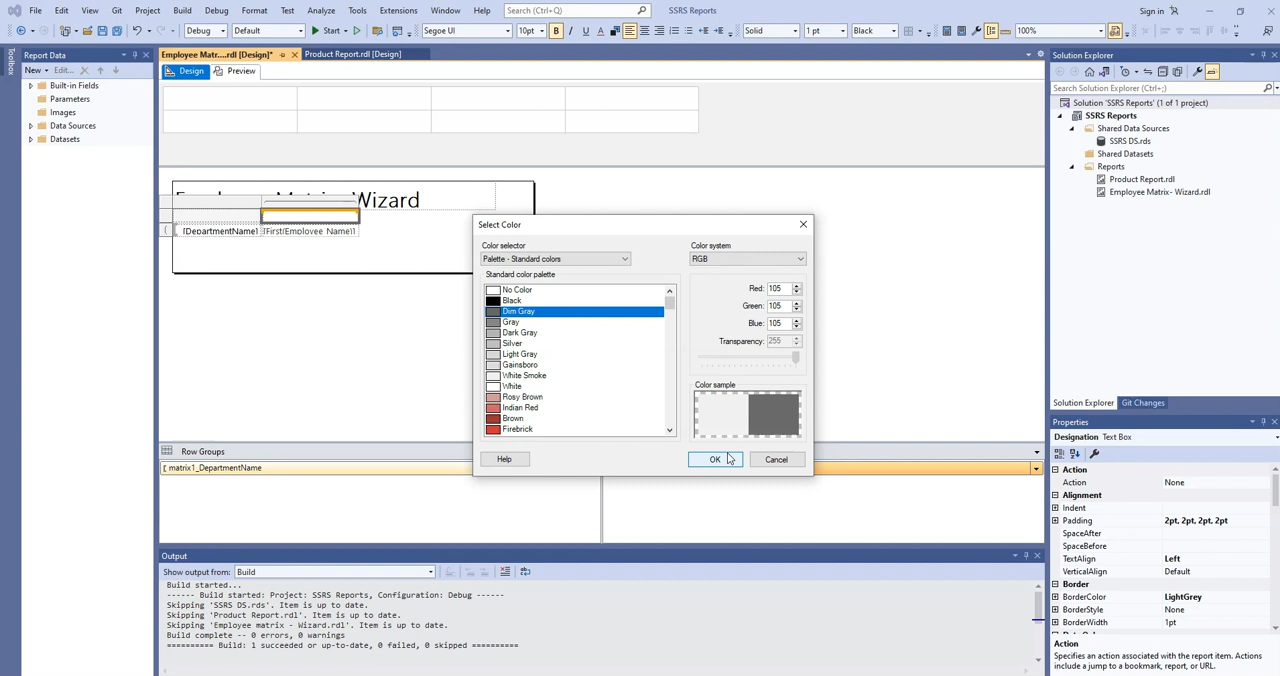 File Edit View Git Project Build Debug Format Test Analyze Tools Extensions Window Help Search (Ctrl+;) SSRS Reports Sign in
Debug Default Start Segoe UI 10pt B U A Solid 1 pt Black 100%
Toolbox
Report Data
New Edit...
Built-in Fields
Parameters
Images
Data Sources
Datasets
Employee Matr....rdl [Design]* Product Report.rdl [Design]
Design Preview
Wizard
[DepartmentName] [First(Employee_Name)]
Row Groups
[ matrix1_DepartmentName
Select Color
Color selector
Palette - Standard colors
Standard color palette
No Color
Black
Dim Gray
Gray
Dark Gray
Silver
Light Gray
Gainsboro
White Smoke
White
Rosy Brown
Indian Red
Brown
Firebrick
Color system
RGB
Red: 105
Green: 105
Blue: 105
Transparency: 255
Color sample
Help OK Cancel
Output
Show output from: Build
Build started...
------ Build started: Project: SSRS Reports, Configuration: Debug ------
Skipping 'SSRS DS.rds'. Item is up to date.
Skipping 'Product Report.rdl'. Item is up to date.
Skipping 'Employee matrix - Wizard.rdl'. Item is up to date.
Build complete -- 0 errors, 0 warnings
========== Build: 1 succeeded or up-to-date, 0 failed, 0 skipped ==========
Solution Explorer
Search Solution Explorer (Ctrl+;)
Solution 'SSRS Reports' (1 of 1 project)
SSRS Reports
Shared Data Sources
SSRS DS.rds
Shared Datasets
Reports
Product Report.rdl
Employee Matrix- Wizard.rdl
Solution Explorer Git Changes
Properties
Designation Text Box
Action
Action None
Alignment
Indent
Padding 2pt, 2pt, 2pt, 2pt
SpaceAfter
SpaceBefore
TextAlign Left
VerticalAlign Default
Border
BorderColor LightGrey
BorderStyle None
BorderWidth 1pt
Action
Specifies an action associated with the report item. Actions
include a jump to a bookmark, report, or URL.